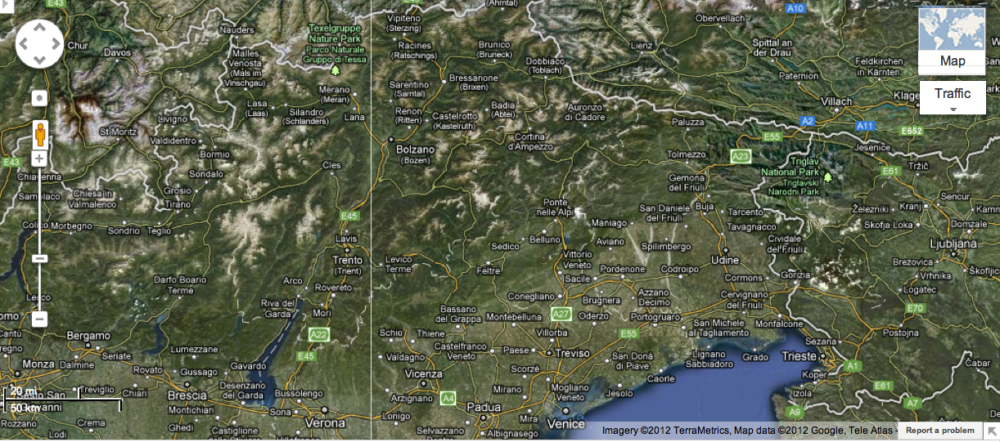 E43
Chur
Davos
Nauders
Malles
Venosta
(Mals im
Vinschgau)
Texelgruppe
Nature Park
Parco Naturale
Gruppo di Tessa
Vipiteno
(Sterzing)
Racines
(Ratschings)
Brunico
(Bruneck)
(Ahrntal)
Dobbiaco
(Toblach)
Lienz
Obervellach
A10
Spittal an
der Drau
Feldkirchen
in Kärnten
Map
Traffic
Paternion
Villach
Klage
Merano
(Meran)
Lana
Sarentino
(Sarntal)
Bressanone
(Brixen)
Lasa
(Laas)
Silandro
(Schlanders)
Renon
(Ritten)
Castelrotto
(Kastelruth)
Badia
(Abtei)
Auronzo
di Cadore
Paluzza
A2
A11
E652
Livigno
St Moritz
Valdidentro
Bormio
Sondalo
Bolzano
(Bozen)
Cortina
d'Ampezzo
Tolmezzo
A23
E55
Jesenice
Tržič
E61
Triglav
National Park
Triglavski
Narodni Park
E43
Chiavenna
Samolaco
Chiesa in
Valmalenco
Grosio
Tirano
Cles
Gemona
del Friuli
Buja
Sencur
Kranj
Železniki
Skofja Loka
Domzale
Kamn
Colico
Morbegno
Sondrio
Teglio
E45
Lavis
Trento
(Trient)
Ponte
nelle Alpi
Belluno
Sedico
Feltre
Levico
Terme
San Daniele
del Friuli
Maniago
Aviano
Spilimbergo
Tarcento
Tavagnacco
Cividale
del Friuli
Udine
Ljubljana
Brezovica
Vrhnika
Škofljic
Logatec
Lecco
Darfo Boario
Terme
Arco
Rovereto
Riva del
Garda
Mori
Vittorio
Veneto
Sacile
Pordenone
Codroipo
Cormons
Gorizia
Conegliano
Brugnera
Azzano
Decimo
Cervignano
del Friuli
E70
Postojna
omo
Cantù
regno
Bergamo
Seriate
Lumezzane
A22
E45
Bassano
del Grappa
Montebelluna
A27
Oderzo
Portogruaro
San Michele
al Tagliamento
Monfalcone
Monza
Dalmine
Rovato
Gussago
Gavardo
Schio
Thiene
Valdagno
Castelfranco
Veneto
Villorba
E55
Paese
Treviso
San Donà
di Piave
Lignano
Sabbiadoro
Grado
Sezana
Trieste
A1
Čabar
20 mi
50 km
Sesto San
Giovanni
Treviglio
Chiari
Brescia
Desenzano
del Garda
Bussolengo
Vicenza
Scorzè
Caorle
Koper
Izola
E61
Rozzano
Crema
Lodi
Ghedi
Montichiari
Castiglione
Sona
Verona
Arzignano
A4
Lonigo
Padua
Mirano
Mira
Mogliano
Veneto
Jesolo
Venice
A9
A7
Selvazzano
Albignasego
Imagery ©2012 TerraMetrics, Map data ©2012 Google, Tele Atlas -
Report a problem